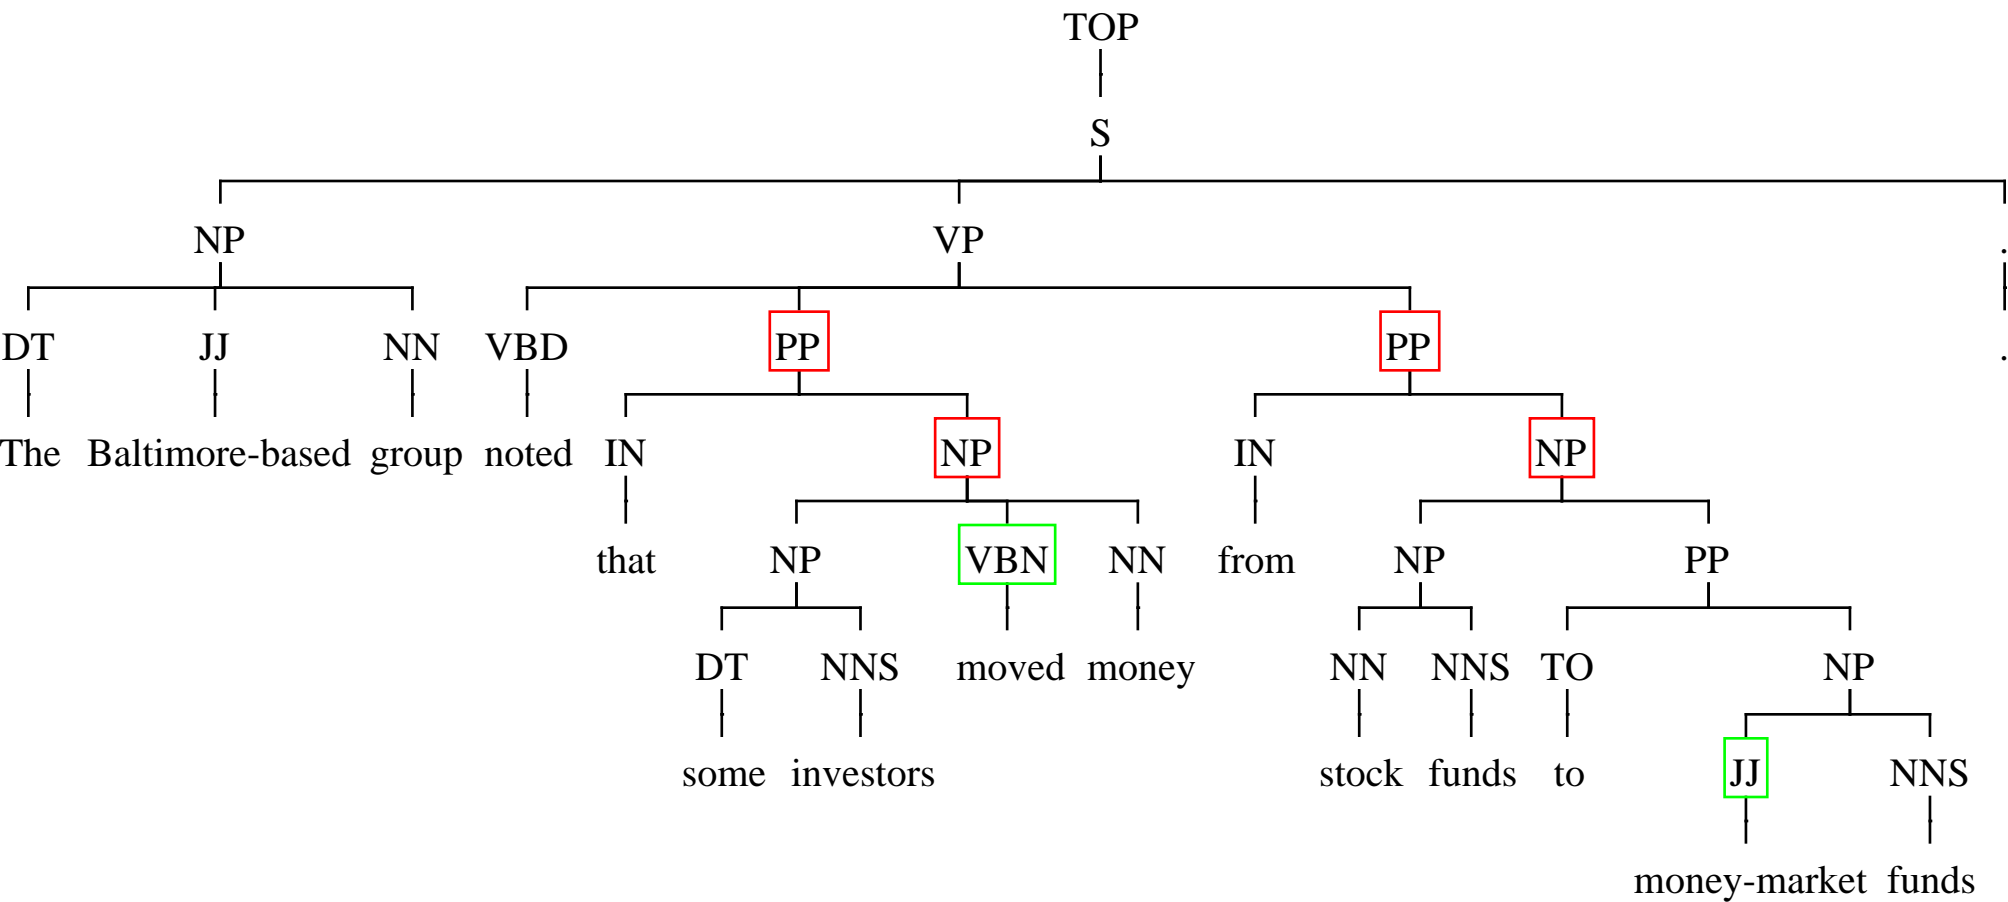 TOP
S
NP VP .
DT JJ NN VBD PP PP .
The Baltimore-based group noted IN NP IN NP
that NP VBN NN from NP PP
DT NNS moved money NN NNS TO NP
some investors stock funds to JJ NNS
money-market funds